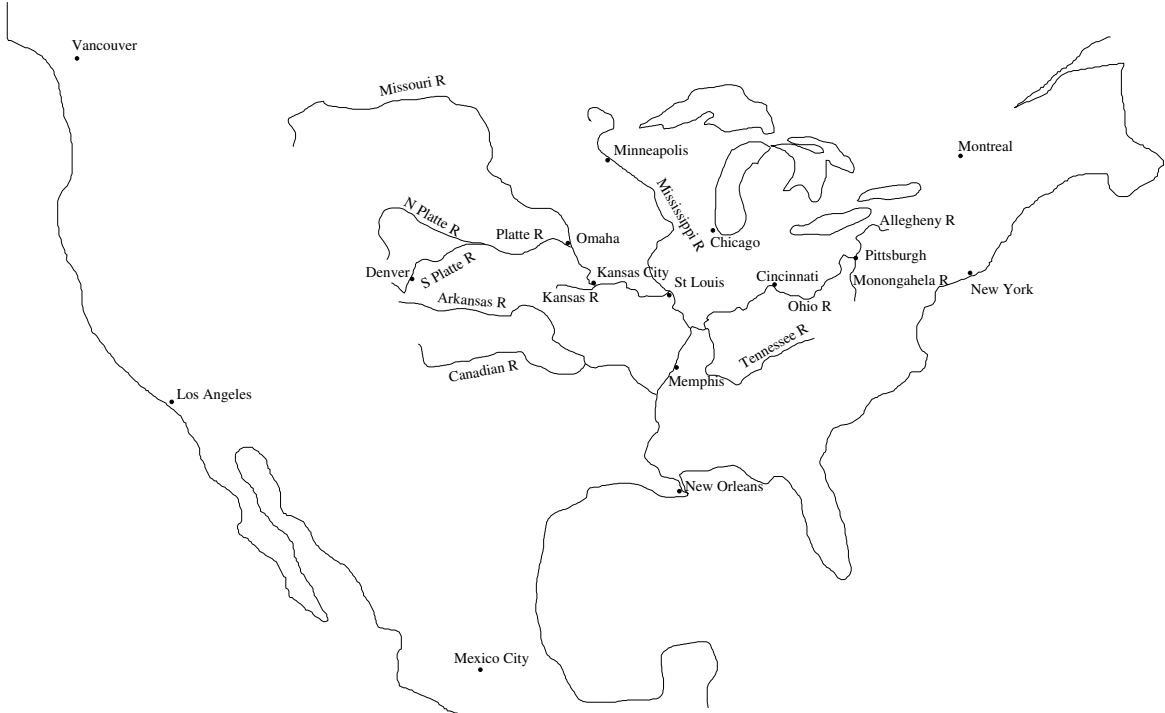 Vancouver
Missouri R
Minneapolis
Montreal
Mississippi R
N Platte R
Allegheny R
Platte R
Omaha
Chicago
Pittsburgh
Denver
S Platte R
Kansas City
Cincinnati
St Louis
Monongahela R
New York
Kansas R
Arkansas R
Ohio R
Tennessee R
Canadian R
Memphis
Los Angeles
New Orleans
Mexico City